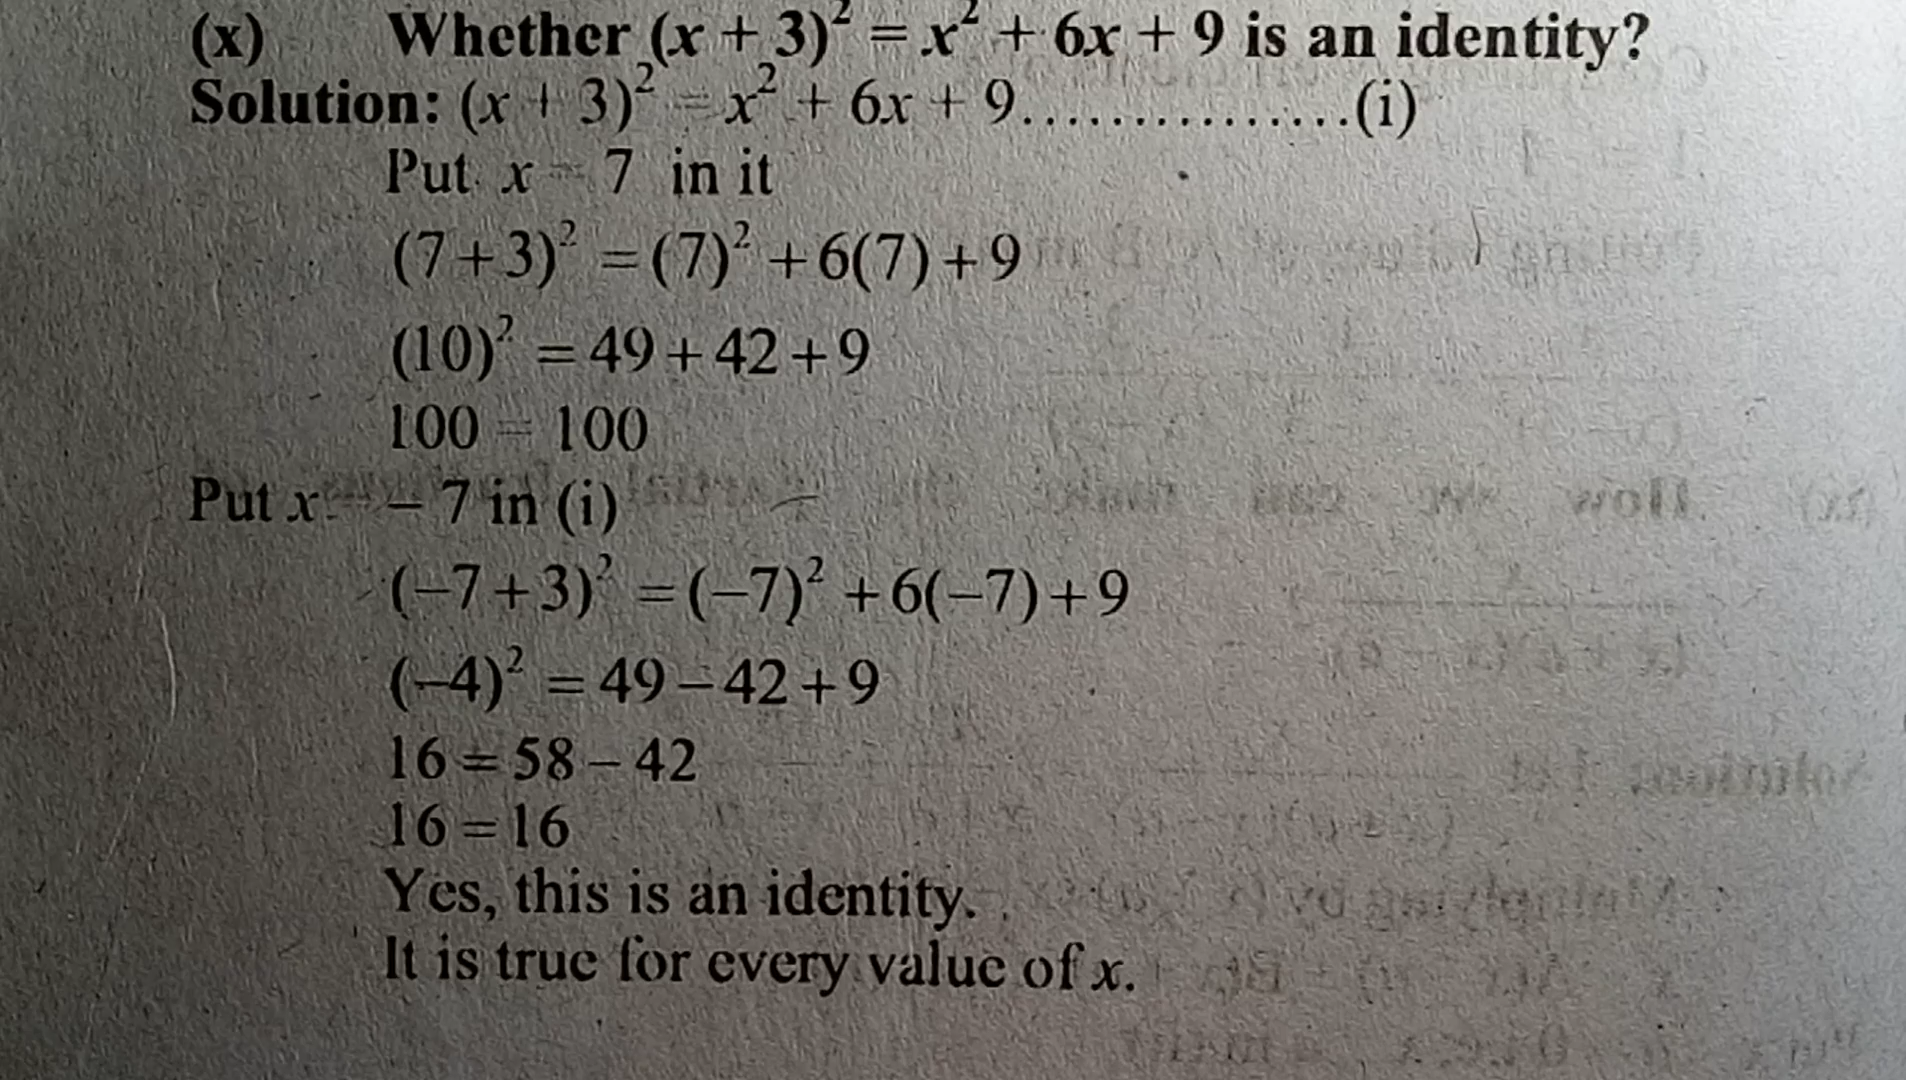 (x) Whether (x + 3)² = x² + 6x + 9 is an identity?
Solution: (x + 3)² = x² + 6x + 9...............(i)
Put x = 7 in it
(7+3)² = (7)² + 6(7) + 9
(10)² = 49 + 42 + 9
100 = 100
Put x = – 7 in (i)
(–7+3)² = (–7)² + 6(–7) + 9
(–4)² = 49 – 42 + 9
16 = 58 – 42
16 = 16
Yes, this is an identity.
It is true for every value of x.